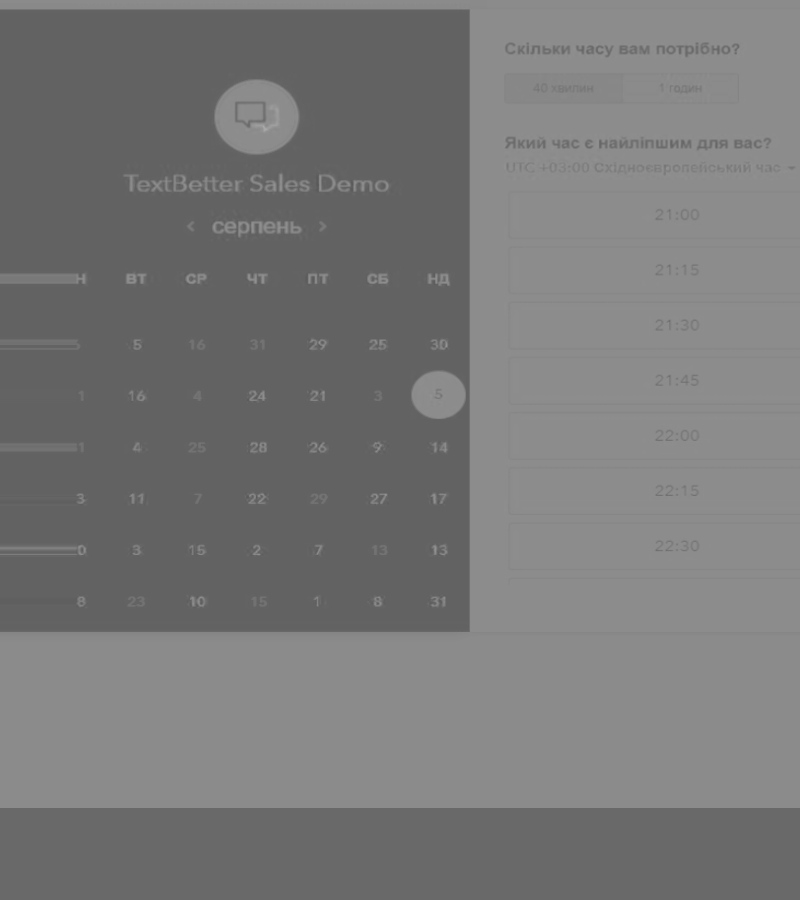 TextBetter Sales Demo
< серпень >
Н ВТ СР ЧТ ПТ СБ НД
5 16 31 29 25 30
1 16 4 24 21 3 5
1 4 25 28 26 9 14
3 11 7 22 29 27 17
0 3 15 2 7 13 13
8 23 10 15 1 8 31
Скільки часу вам потрібно?
40 хвилин 1 годин
Який час є найліпшим для вас?
UTC +03:00 Східноєвропейський час
21:00
21:15
21:30
21:45
22:00
22:15
22:30